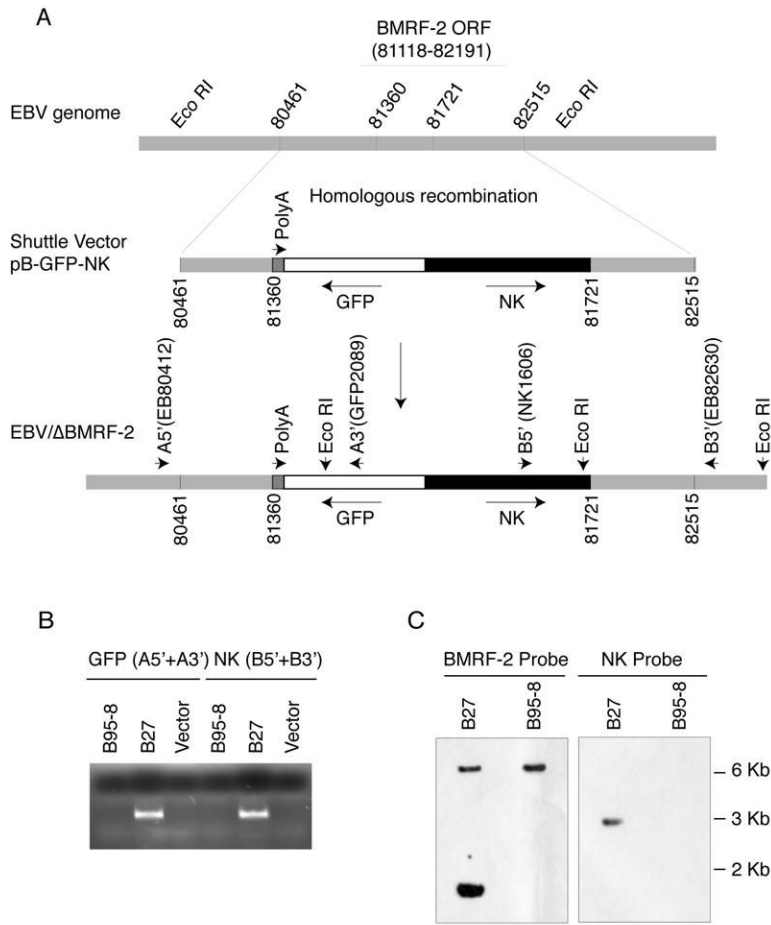 A
BMRF-2 ORF
(81118-82191)
Eco RI 80461 81360 81721 82515 Eco RI
EBV genome
Homologous recombination
PolyA
Shuttle Vector
pB-GFP-NK
80461 81360 GFP NK 81721 82515
A5'(EB80412) PolyA Eco RI A3'(GFP2089) B5' (NK1606) Eco RI B3'(EB82630) Eco RI
EBV/ΔBMRF-2
80461 81360 GFP NK 81721 82515
B
GFP (A5'+A3') NK (B5'+B3')
B95-8 B27 Vector B95-8 B27 Vector
C
BMRF-2 Probe NK Probe
B27 B95-8 B27 B95-8
– 6 Kb
– 3 Kb
– 2 Kb